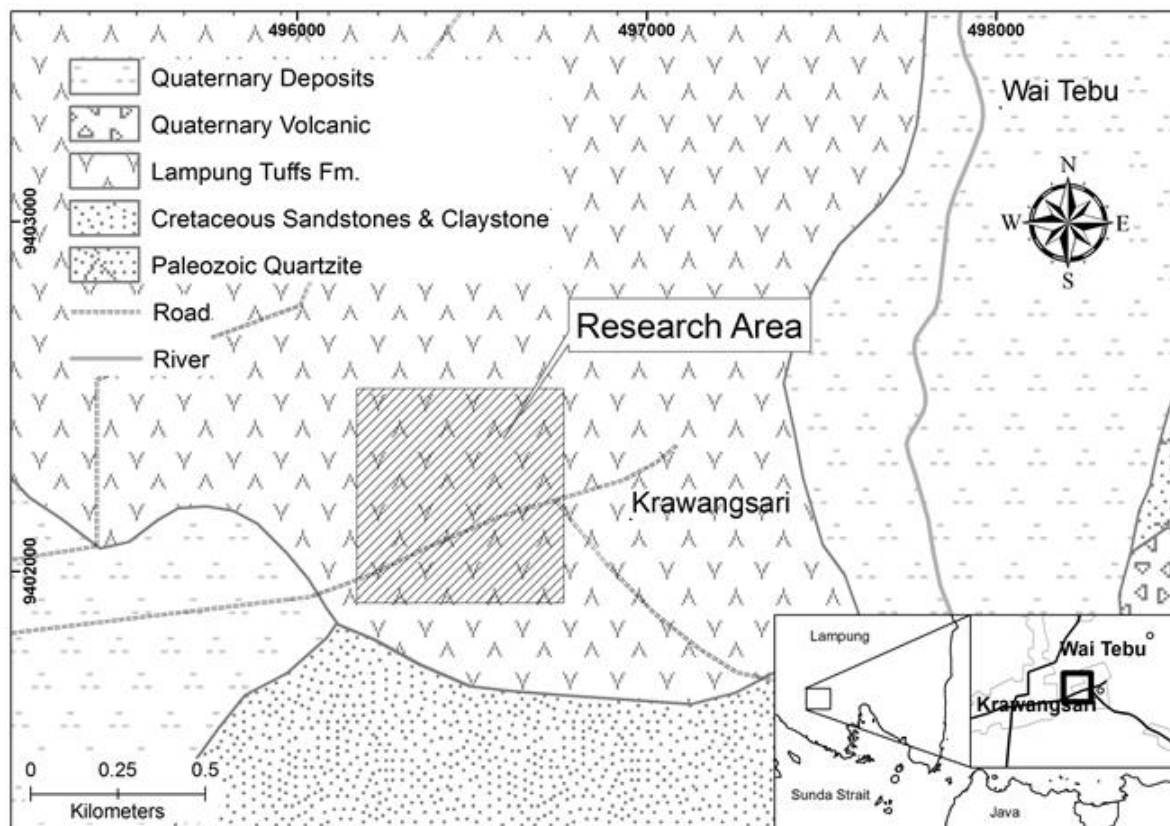 496000
497000
498000
Quaternary Deposits
Quaternary Volcanic
Lampung Tuffs Fm.
Cretaceous Sandstones & Claystone
Paleozoic Quartzite
Road
River
Wai Tebu
N
W
E
S
9403000
Research Area
Krawangsari
9402000
0
0.25
0.5
Kilometers
Lampung
Sunda Strait
Java
Wai Tebu
Krawangsari